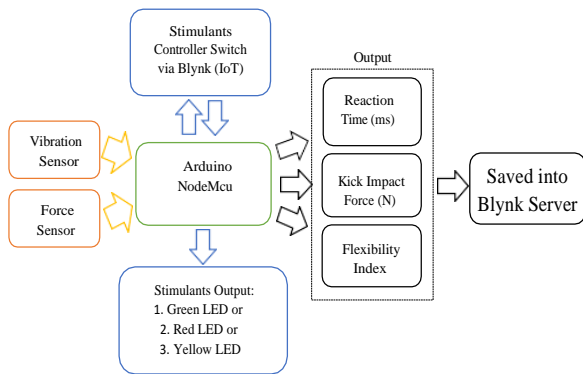 Stimulants
Controller Switch
via Blynk (IoT)
Output
Vibration
Sensor
Force
Sensor
Arduino
NodeMcu
Reaction
Time (ms)
Kick Impact
Force (N)
Flexibility
Index
Saved into
Blynk Server
Stimulants Output:
1. Green LED or
2. Red LED or
3. Yellow LED